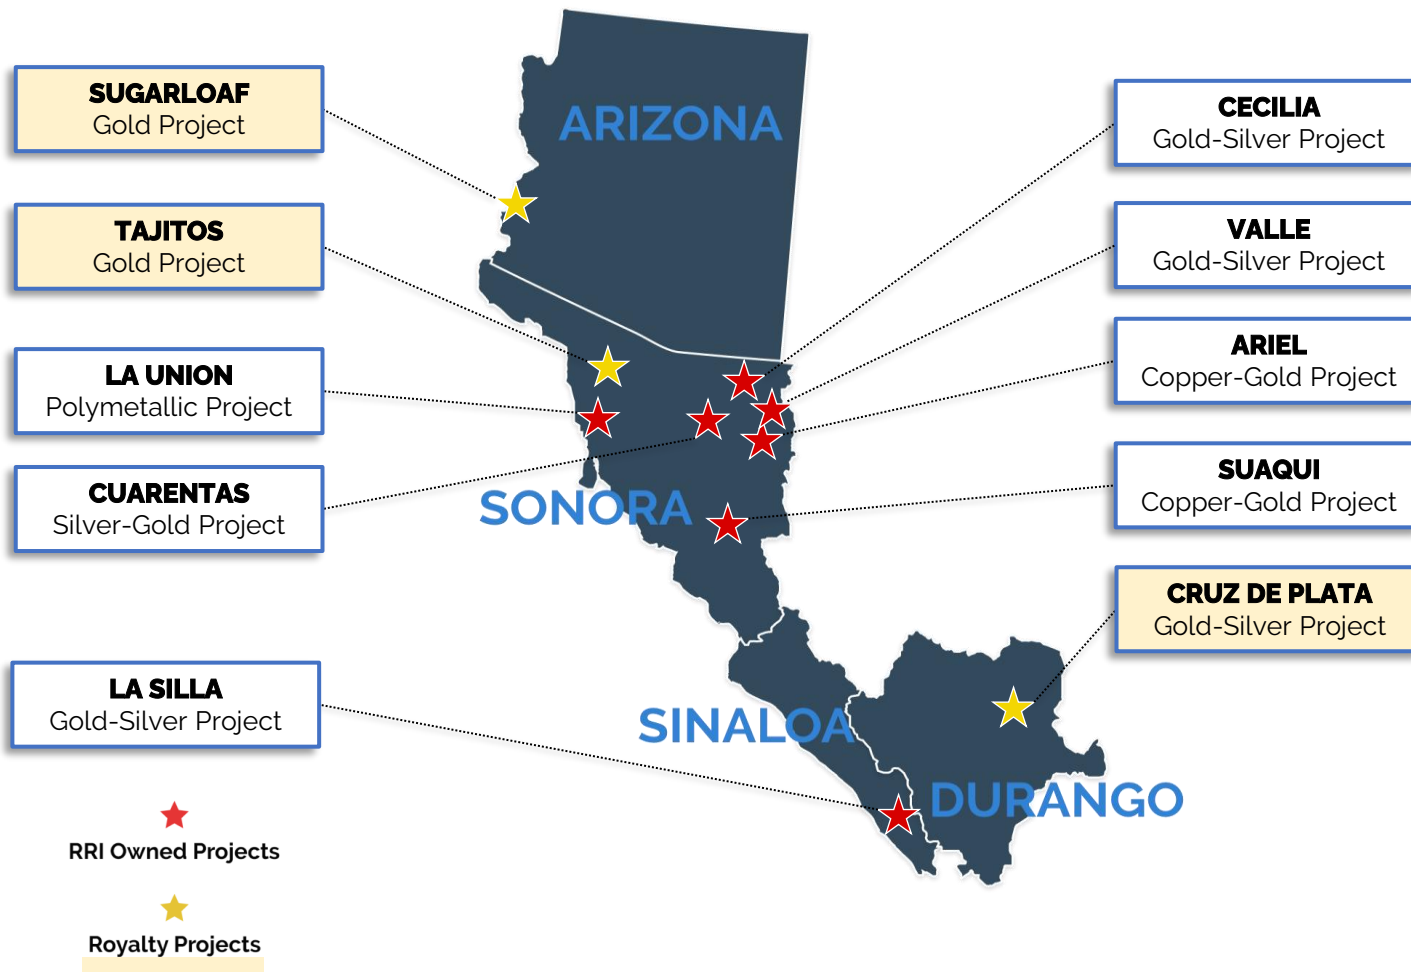 SUGARLOAF
Gold Project
TAJITOS
Gold Project
LA UNION
Polymetallic Project
CUARENTAS
Silver-Gold Project
LA SILLA
Gold-Silver Project
RRI Owned Projects
Royalty Projects
ARIZONA
SONORA
SINALOA
DURANGO
CECILIA
Gold-Silver Project
VALLE
Gold-Silver Project
ARIEL
Copper-Gold Project
SUAQUI
Copper-Gold Project
CRUZ DE PLATA
Gold-Silver Project